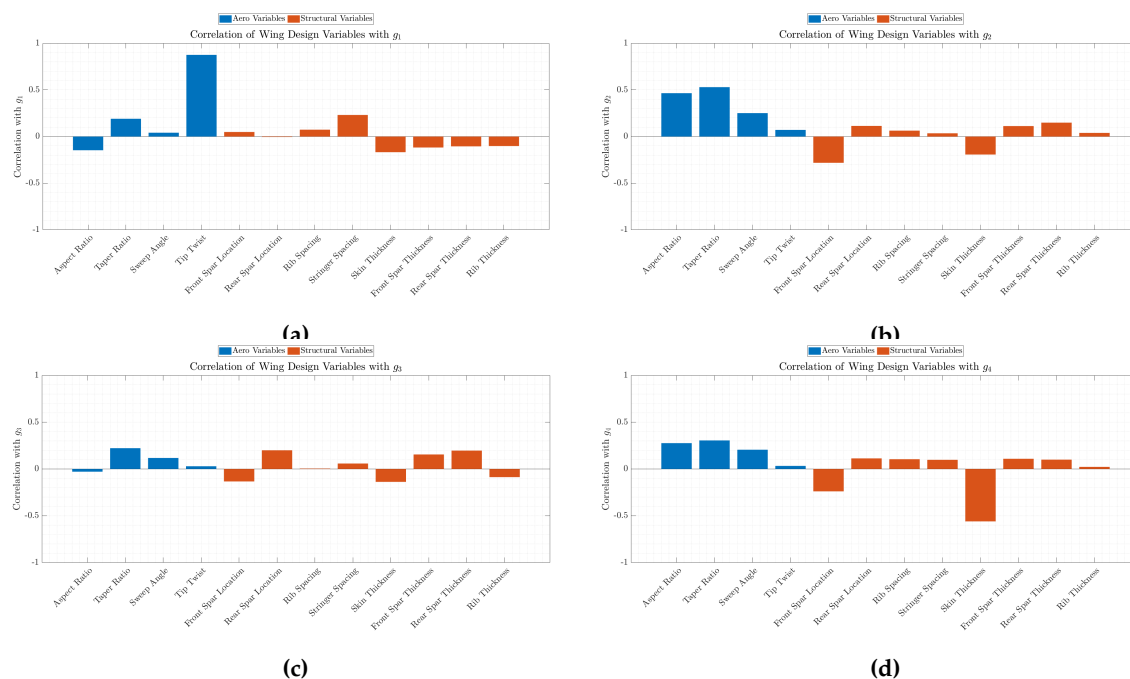 Aero Variables Structural Variables
Correlation of Wing Design Variables with g1
Correlation with g1
1
0.5
0
-0.5
-1
Aspect Ratio
Taper Ratio
Sweep Angle
Tip Twist
Front Spar Location
Rear Spar Location
Rib Spacing
Stringer Spacing
Skin Thickness
Front Spar Thickness
Rear Spar Thickness
Rib Thickness
(a)
Aero Variables Structural Variables
Correlation of Wing Design Variables with g2
Correlation with g2
1
0.5
0
-0.5
-1
Aspect Ratio
Taper Ratio
Sweep Angle
Tip Twist
Front Spar Location
Rear Spar Location
Rib Spacing
Stringer Spacing
Skin Thickness
Front Spar Thickness
Rear Spar Thickness
Rib Thickness
(b)
Aero Variables Structural Variables
Correlation of Wing Design Variables with g3
Correlation with g3
1
0.5
0
-0.5
-1
Aspect Ratio
Taper Ratio
Sweep Angle
Tip Twist
Front Spar Location
Rear Spar Location
Rib Spacing
Stringer Spacing
Skin Thickness
Front Spar Thickness
Rear Spar Thickness
Rib Thickness
(c)
Aero Variables Structural Variables
Correlation of Wing Design Variables with g4
Correlation with g4
1
0.5
0
-0.5
-1
Aspect Ratio
Taper Ratio
Sweep Angle
Tip Twist
Front Spar Location
Rear Spar Location
Rib Spacing
Stringer Spacing
Skin Thickness
Front Spar Thickness
Rear Spar Thickness
Rib Thickness
(d)